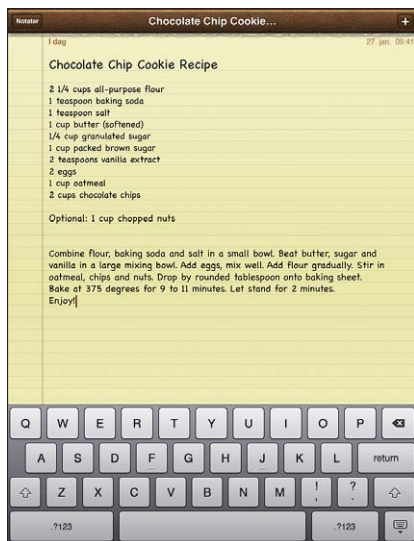 Notater
Chocolate Chip Cookie...
+
I dag
27. jan. 09:41
Chocolate Chip Cookie Recipe
2 1/4 cups all-purpose flour
1 teaspoon baking soda
1 teaspoon salt
1 cup butter (softened)
1/4 cup granulated sugar
1 cup packed brown sugar
2 teaspoons vanilla extract
2 eggs
1 cup oatmeal
2 cups chocolate chips
Optional: 1 cup chopped nuts
Combine flour, baking soda and salt in a small bowl. Beat butter, sugar and
vanilla in a large mixing bowl. Add eggs, mix well. Add flour gradually. Stir in
oatmeal, chips and nuts. Drop by rounded tablespoon onto baking sheet.
Bake at 375 degrees for 9 to 11 minutes. Let stand for 2 minutes.
Enjoy!
Q W E R T Y U I O P
A S D F G H J K L return
Z X C V B N M ! , ? .
.?123 .?123